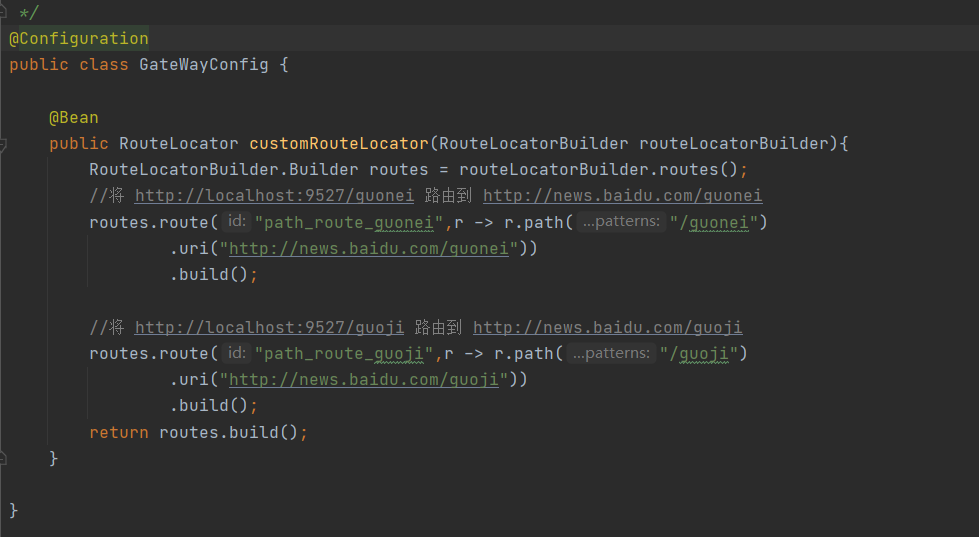 */
@Configuration
public class GateWayConfig {
    @Bean
    public RouteLocator customRouteLocator(RouteLocatorBuilder routeLocatorBuilder){
        RouteLocatorBuilder.Builder routes = routeLocatorBuilder.routes();
        //将 http://localhost:9527/guonei 路由到 http://news.baidu.com/guonei
        routes.route( id: "path_route_guonei",r -> r.path( ...patterns: "/guonei")
                .uri("http://news.baidu.com/guonei"))
                .build();
        //将 http://localhost:9527/guoji 路由到 http://news.baidu.com/guoji
        routes.route( id: "path_route_guoji",r -> r.path( ...patterns: "/guoji")
                .uri("http://news.baidu.com/guoji"))
                .build();
        return routes.build();
    }
}